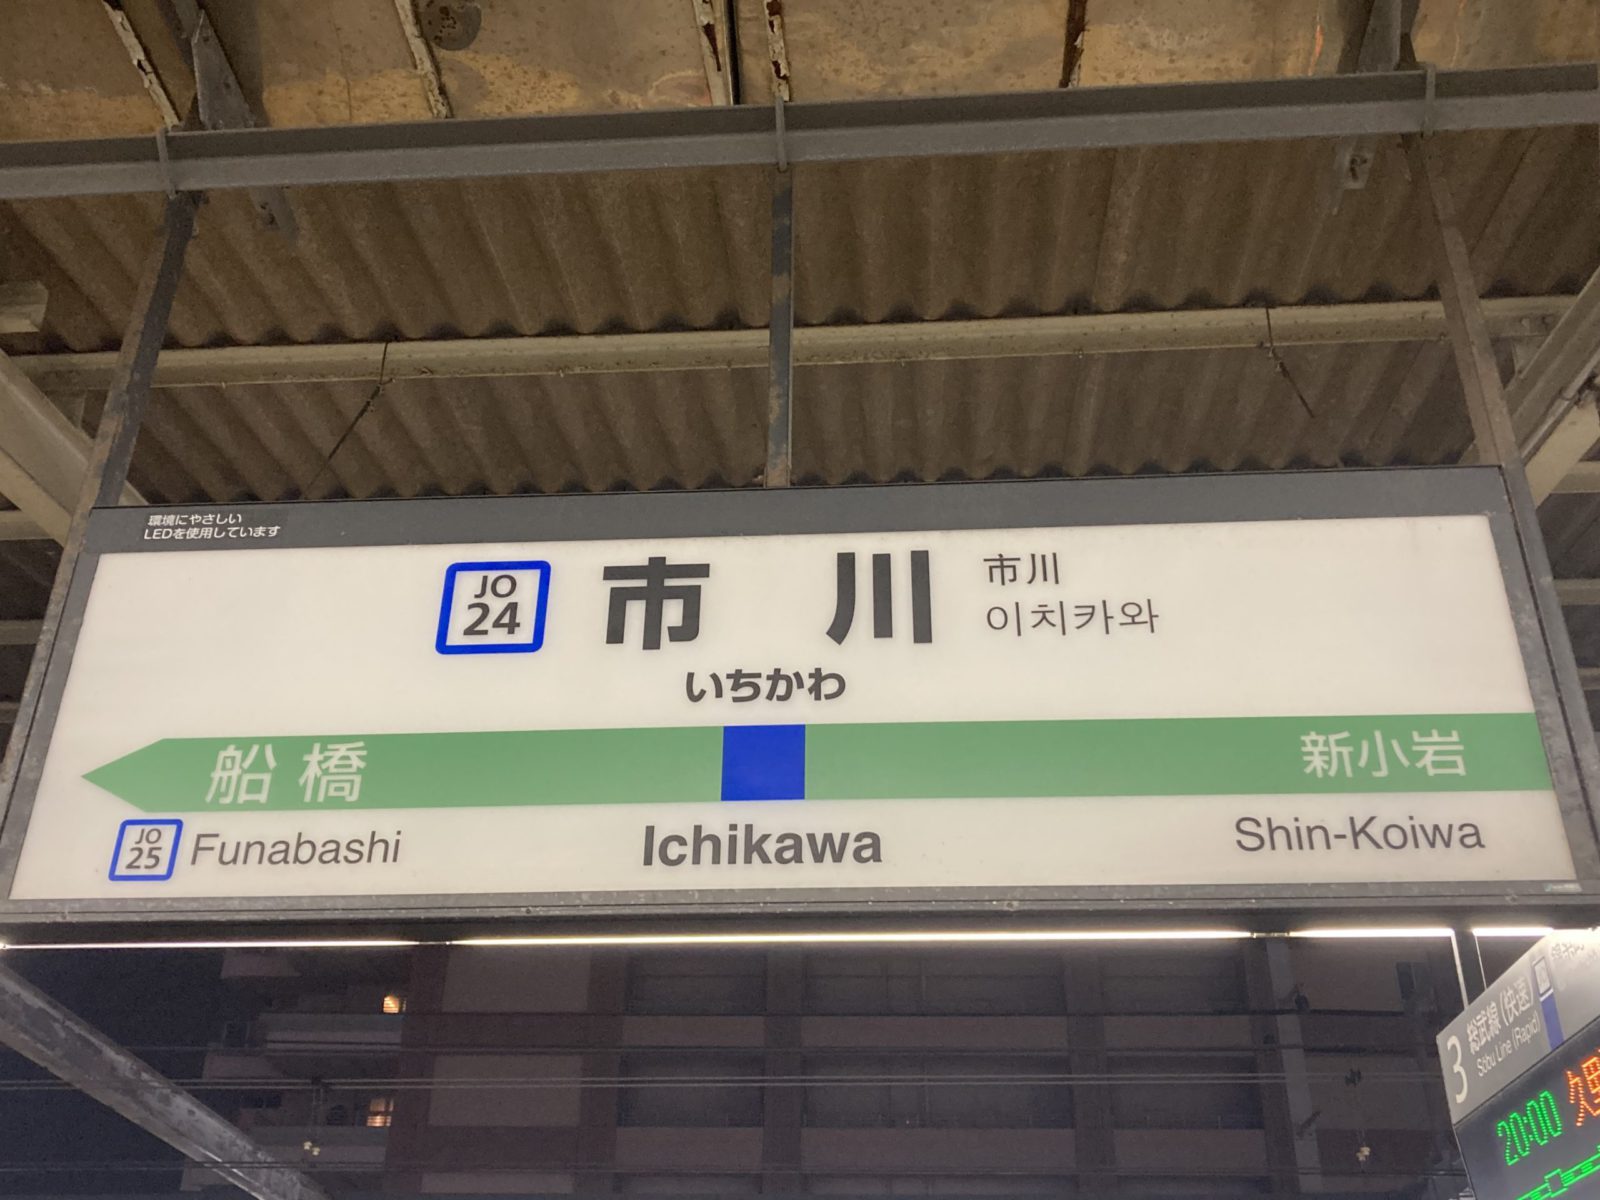 環境にやさしい
LEDを使用しています
JO
24
市川
市川
이치카와
いちかわ
船橋
新小岩
JO
25
Funabashi
Ichikawa
Shin-Koiwa
3
総武線(快速)
Sōbu Line (Rapid)
20:00